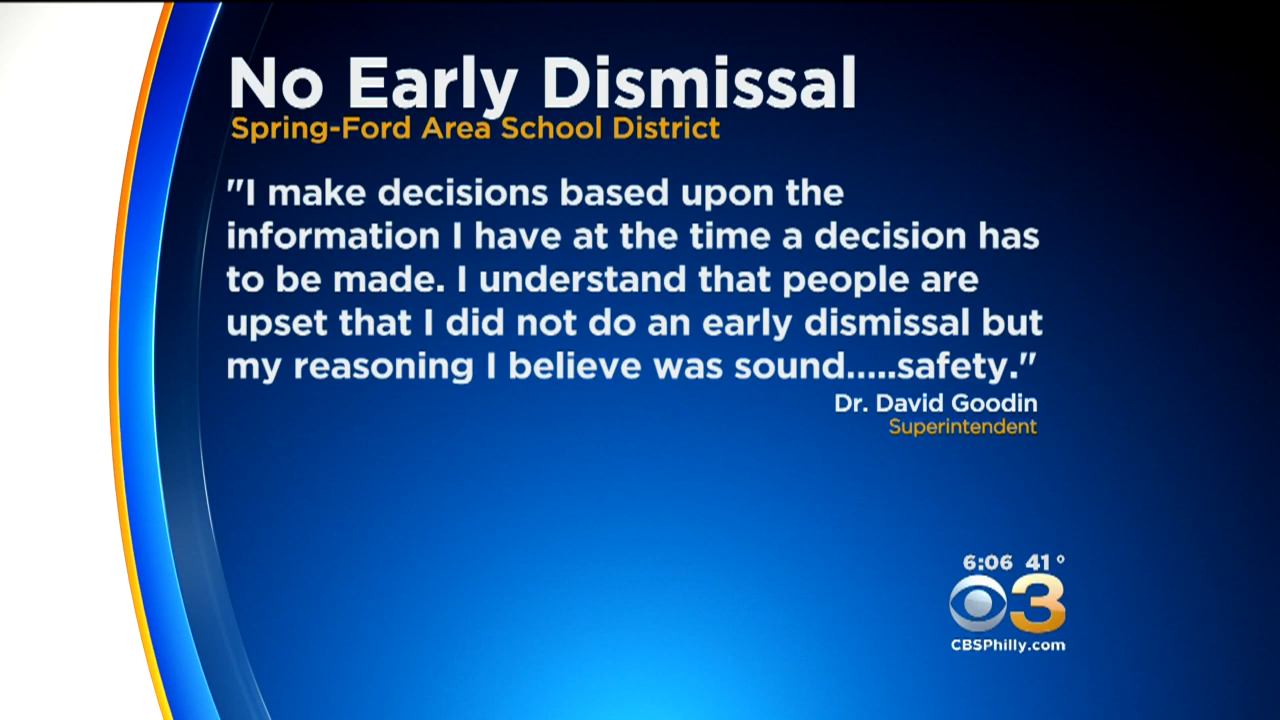 No Early Dismissal
Spring-Ford Area School District
"I make decisions based upon the
information I have at the time a decision has
to be made. I understand that people are
upset that I did not do an early dismissal but
my reasoning I believe was sound.....safety."
Dr. David Goodin
Superintendent
6:06 41°
3
CBSPhilly.com